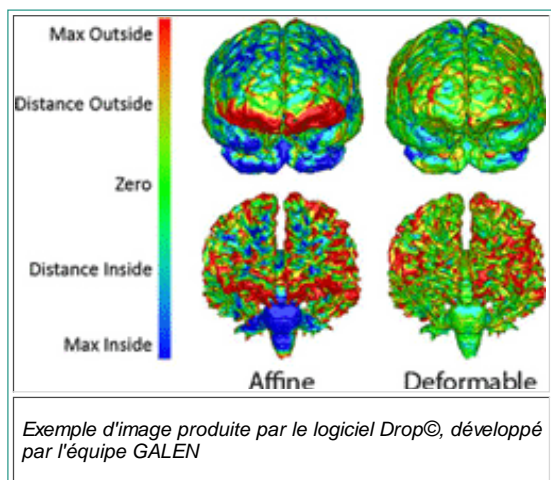 Max Outside
Distance Outside
Zero
Distance Inside
Max Inside
Affine
Deformable
Exemple d'image produite par le logiciel Drop©, développé
par l'équipe GALEN